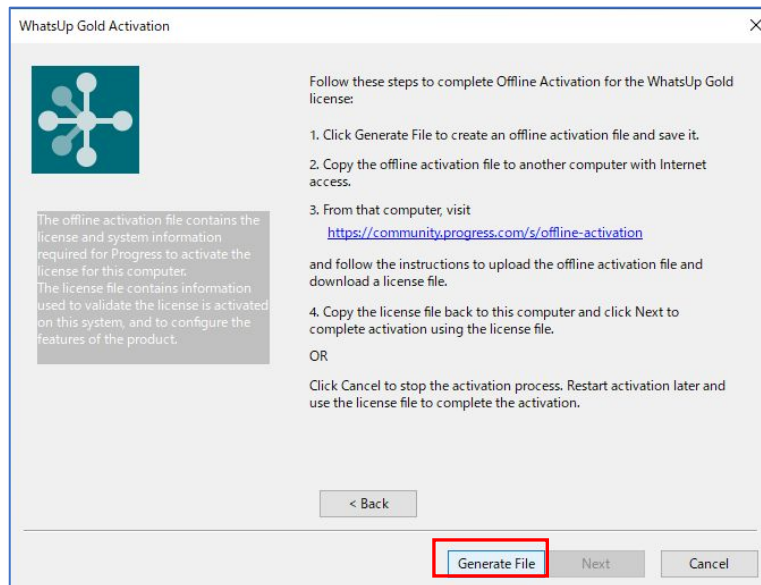 WhatsUp Gold Activation
Follow these steps to complete Offline Activation for the WhatsUp Gold
license:
1. Click Generate File to create an offline activation file and save it.
2. Copy the offline activation file to another computer with Internet
access.
3. From that computer, visit
https://community.progress.com/s/offline-activation
and follow the instructions to upload the offline activation file and
download a license file.
4. Copy the license file back to this computer and click Next to
complete activation using the license file.
OR
Click Cancel to stop the activation process. Restart activation later and
use the license file to complete the activation.
The offline activation file contains the
license and system information
required for Progress to activate the
license for this computer.
The license file contains information
used to validate the license is activated
on this system, and to configure the
features of the product.
< Back
Generate File
Next
Cancel